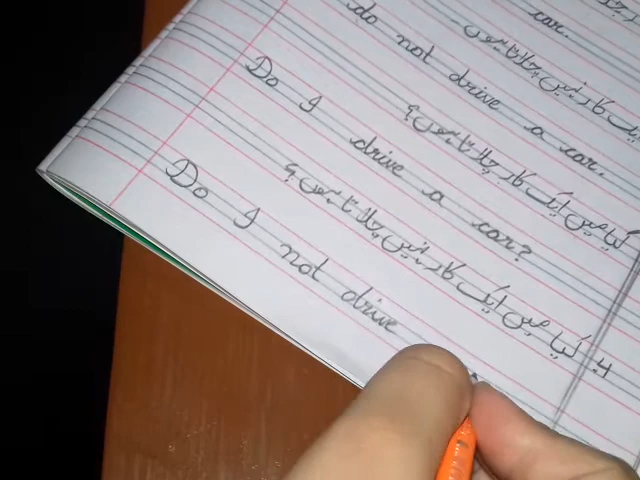 car.
ایک کار نہیں چلاتا ہوں۔
do not drive a car.
کیا میں ایک کار چلاتا ہوں؟
Do I drive a car?
4 کیا میں ایک کار نہیں چلاتا ہوں؟
Do I not drive